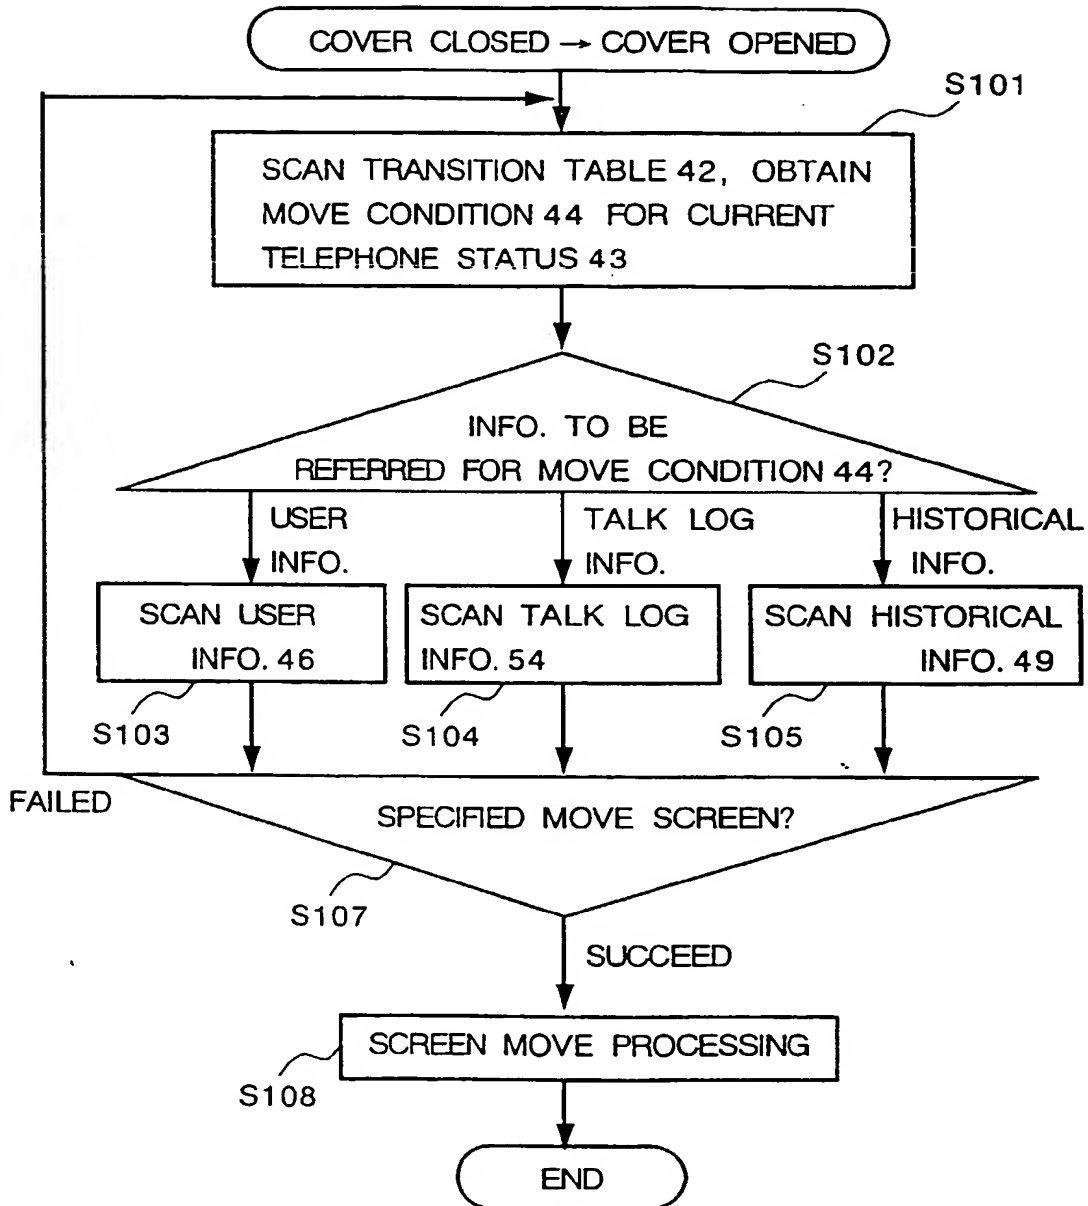 COVER CLOSED → COVER OPENED
S101
SCAN TRANSITION TABLE 42, OBTAIN
MOVE CONDITION 44 FOR CURRENT
TELEPHONE STATUS 43
S102
INFO. TO BE
REFERRED FOR MOVE CONDITION 44?
USER
INFO.
TALK LOG
INFO.
HISTORICAL
INFO.
SCAN USER
INFO. 46
SCAN TALK LOG
INFO. 54
SCAN HISTORICAL
INFO. 49
S103
S104
S105
FAILED
SPECIFIED MOVE SCREEN?
S107
SUCCEED
SCREEN MOVE PROCESSING
S108
END